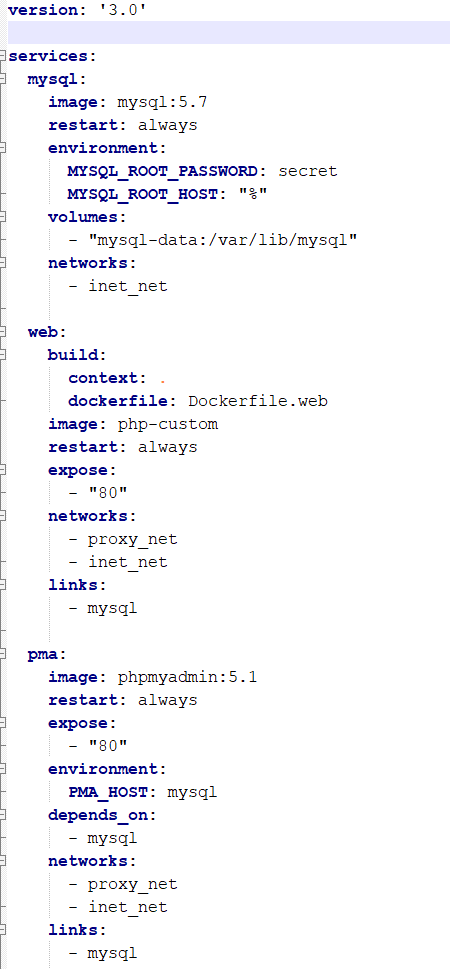 version: '3.0'
services:
  mysql:
    image: mysql:5.7
    restart: always
    environment:
      MYSQL_ROOT_PASSWORD: secret
      MYSQL_ROOT_HOST: "%"
    volumes:
      - "mysql-data:/var/lib/mysql"
    networks:
      - inet_net
  web:
    build:
      context: .
      dockerfile: Dockerfile.web
    image: php-custom
    restart: always
    expose:
      - "80"
    networks:
      - proxy_net
      - inet_net
    links:
      - mysql
  pma:
    image: phpmyadmin:5.1
    restart: always
    expose:
      - "80"
    environment:
      PMA_HOST: mysql
    depends_on:
      - mysql
    networks:
      - proxy_net
      - inet_net
    links:
      - mysql